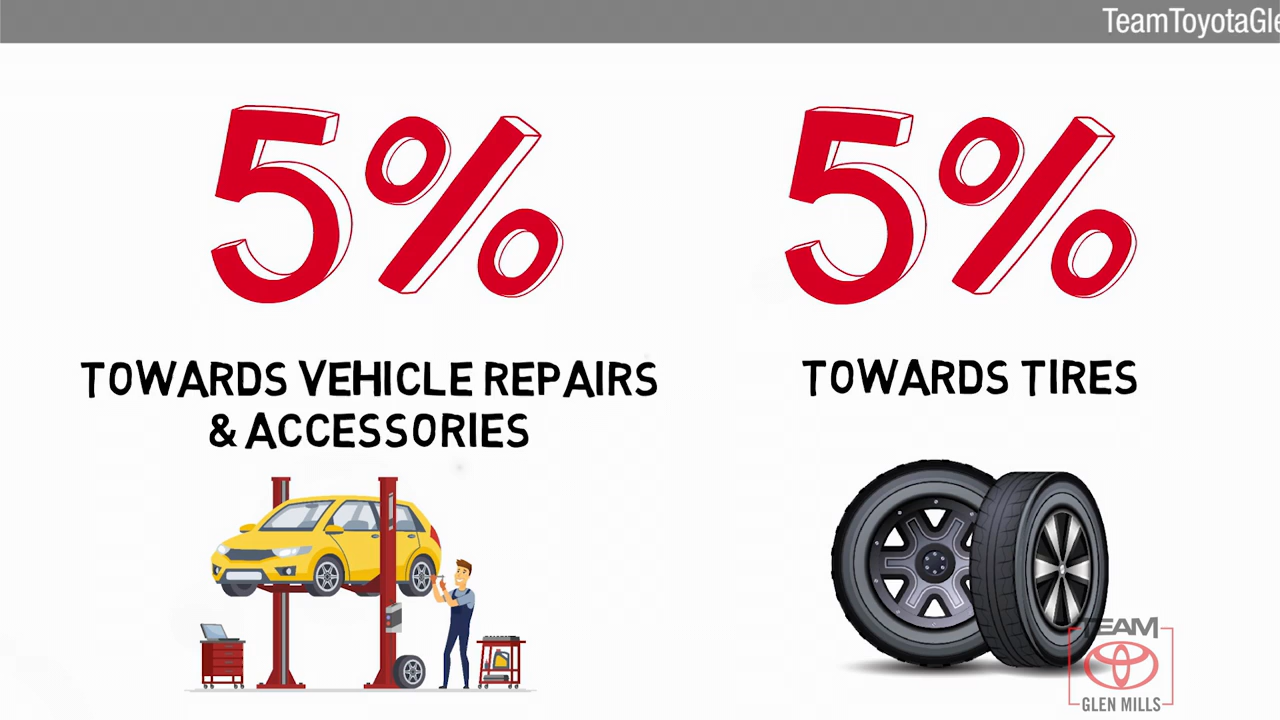 TeamToyotaGle
5% 5%
TOWARDS VEHICLE REPAIRS
& ACCESSORIES
TOWARDS TIRES
TEAM
GLEN MILLS